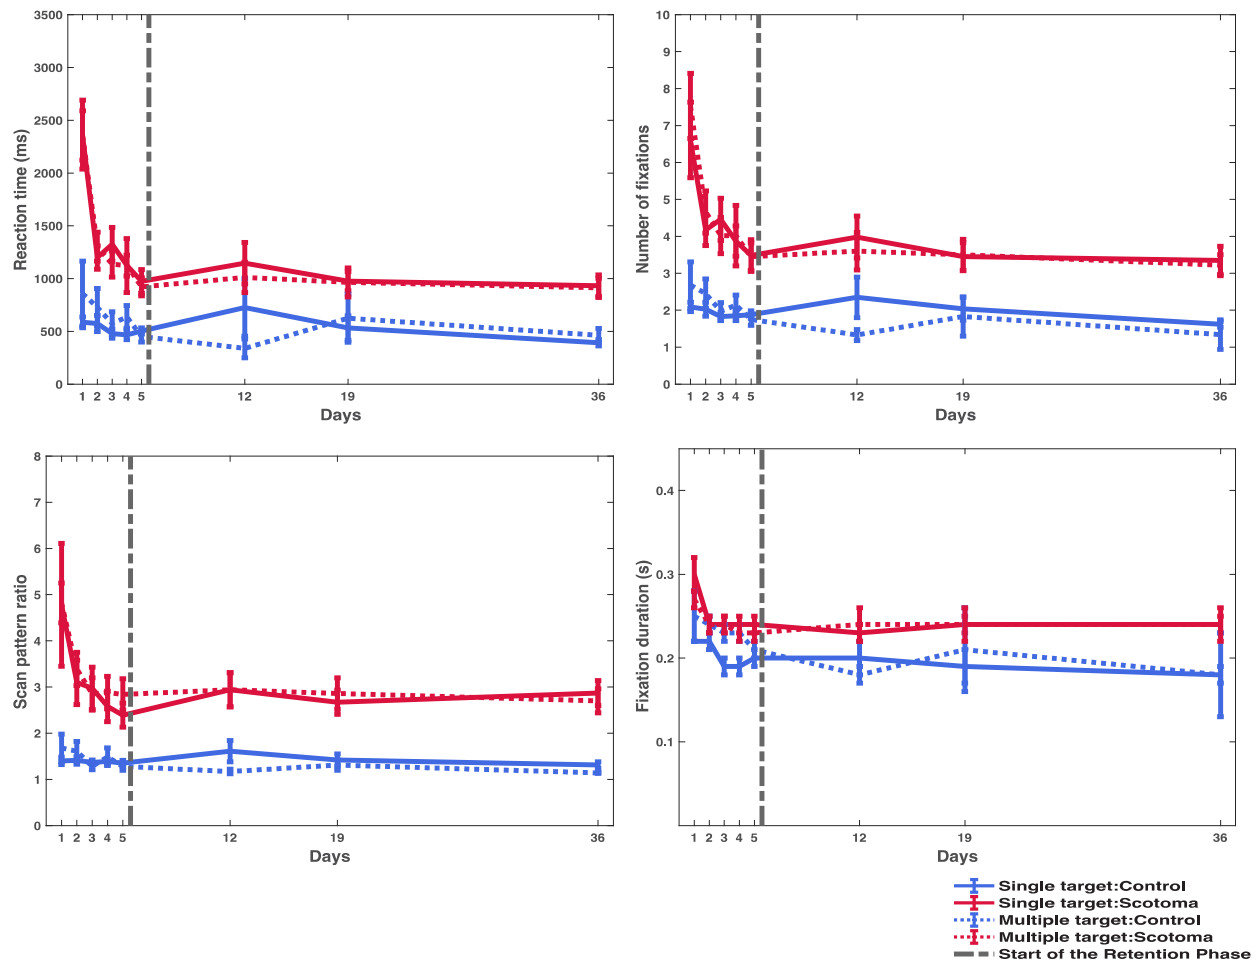 3500
3000
2500
2000
1500
1000
500
0
Reaction time (ms)
1 2 3 4 5 12 19 36
Days
10
9
8
7
6
5
4
3
2
1
0
Number of fixations
1 2 3 4 5 12 19 36
Days
8
7
6
5
4
3
2
1
0
Scan pattern ratio
1 2 3 4 5 12 19 36
Days
0.4
0.3
0.2
0.1
Fixation duration (s)
1 2 3 4 5 12 19 36
Days
Single target:Control
Single target:Scotoma
Multiple target:Control
Multiple target:Scotoma
Start of the Retention Phase